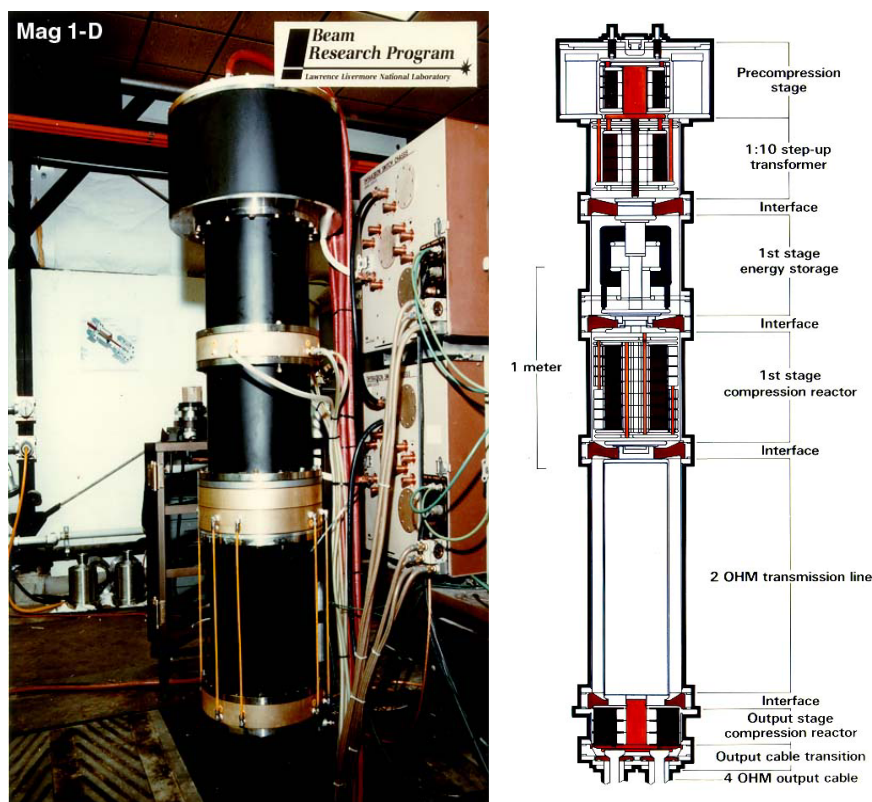 Mag 1-D
Beam
Research Program
Lawrence Livermore National Laboratory
Precompression
stage
1:10 step-up
transformer
Interface
1st stage
energy storage
Interface
1 meter
1st stage
compression reactor
Interface
2 OHM transmission line
Interface
Output stage
compression reactor
Output cable transition
4 OHM output cable